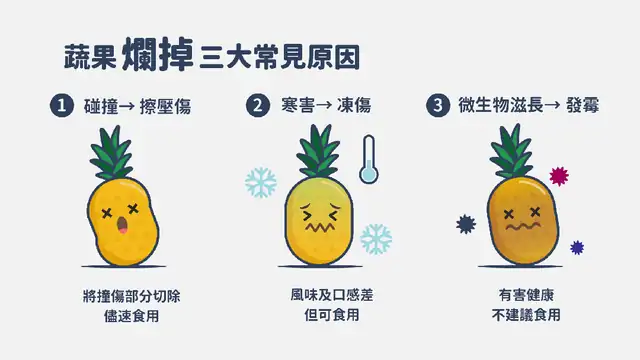 蔬果爛掉三大常見原因
1 碰撞→擦壓傷
2 寒害→凍傷
3 微生物滋長→發霉
將撞傷部分切除
儘速食用
風味及口感差
但可食用
有害健康
不建議食用